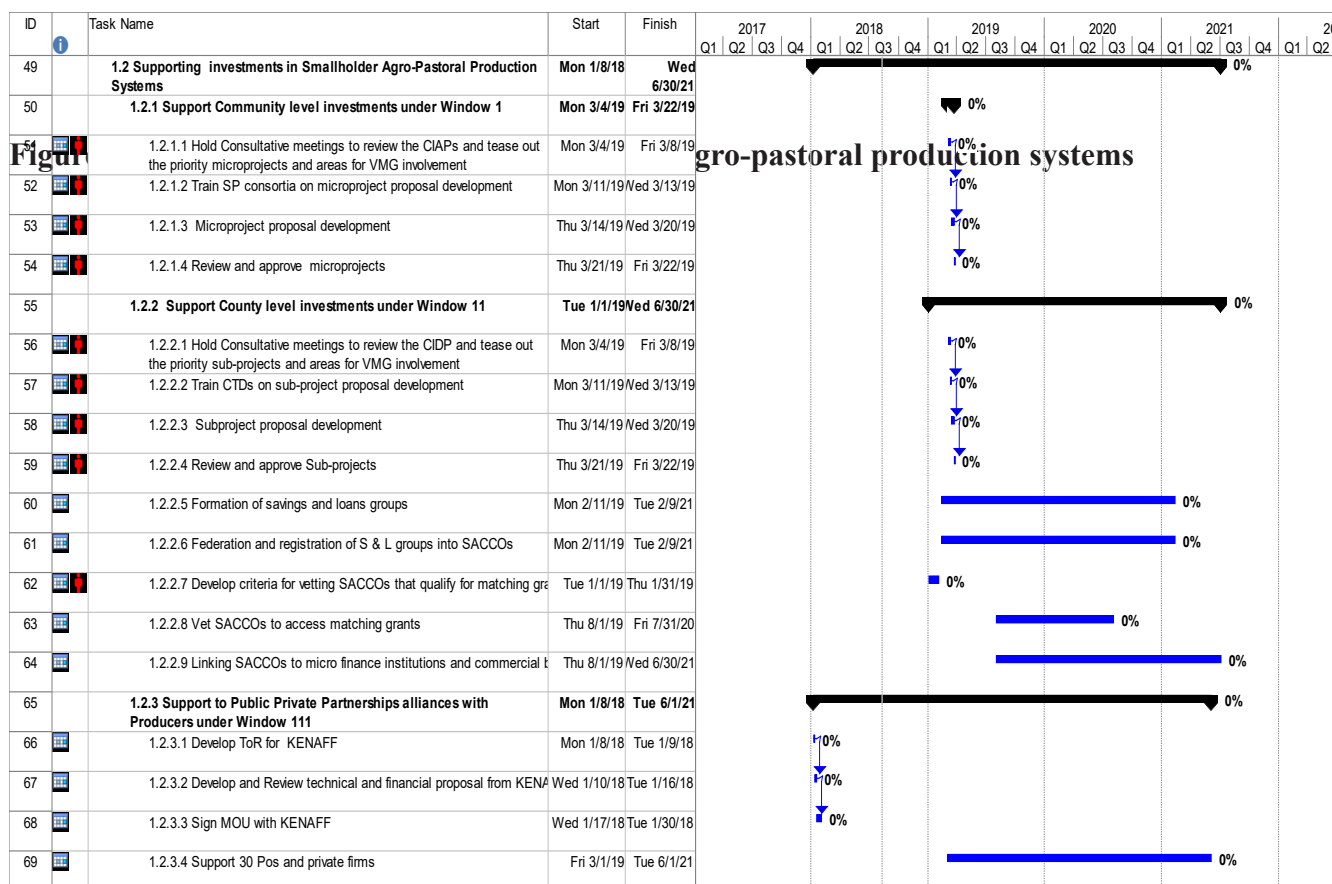 ID Task Name Start Finish 2017 2018 2019 2020 2021 20
Q1 Q2 Q3 Q4 Q1 Q2 Q3 Q4 Q1 Q2 Q3 Q4 Q1 Q2 Q3 Q4 Q1 Q2 Q3 Q4 Q1 Q2
49 1.2 Supporting investments in Smallholder Agro-Pastoral Production Mon 1/8/18 Wed 0%
Systems 6/30/21
50 1.2.1 Support Community level investments under Window 1 Mon 3/4/19 Fri 3/22/19 0%
51 1.2.1.1 Hold Consultative meetings to review the CIAPs and tease out Mon 3/4/19 Fri 3/8/19 0%
Figu gro-pastoral production systems
the priority microprojects and areas for VMG involvement
52 1.2.1.2 Train SP consortia on microproject proposal development Mon 3/11/19 Wed 3/13/19 0%
53 1.2.1.3 Microproject proposal development Thu 3/14/19 Wed 3/20/19 0%
54 1.2.1.4 Review and approve microprojects Thu 3/21/19 Fri 3/22/19 0%
55 1.2.2 Support County level investments under Window 11 Tue 1/1/19 Wed 6/30/21 0%
56 1.2.2.1 Hold Consultative meetings to review the CIDP and tease out Mon 3/4/19 Fri 3/8/19 0%
the priority sub-projects and areas for VMG involvement
57 1.2.2.2 Train CTDs on sub-project proposal development Mon 3/11/19 Wed 3/13/19 0%
58 1.2.2.3 Subproject proposal development Thu 3/14/19 Wed 3/20/19 0%
59 1.2.2.4 Review and approve Sub-projects Thu 3/21/19 Fri 3/22/19 0%
60 1.2.2.5 Formation of savings and loans groups Mon 2/11/19 Tue 2/9/21 0%
61 1.2.2.6 Federation and registration of S & L groups into SACCOs Mon 2/11/19 Tue 2/9/21 0%
62 1.2.2.7 Develop criteria for vetting SACCOs that qualify for matching gra Tue 1/1/19 Thu 1/31/19 0%
63 1.2.2.8 Vet SACCOs to access matching grants Thu 8/1/19 Fri 7/31/20 0%
64 1.2.2.9 Linking SACCOs to micro finance institutions and commercial b Thu 8/1/19 Wed 6/30/21 0%
65 1.2.3 Support to Public Private Partnerships alliances with Mon 1/8/18 Tue 6/1/21 0%
Producers under Window 111
66 1.2.3.1 Develop ToR for KENAFF Mon 1/8/18 Tue 1/9/18 0%
67 1.2.3.2 Develop and Review technical and financial proposal from KENA Wed 1/10/18 Tue 1/16/18 0%
68 1.2.3.3 Sign MOU with KENAFF Wed 1/17/18 Tue 1/30/18 0%
69 1.2.3.4 Support 30 Pos and private firms Fri 3/1/19 Tue 6/1/21 0%